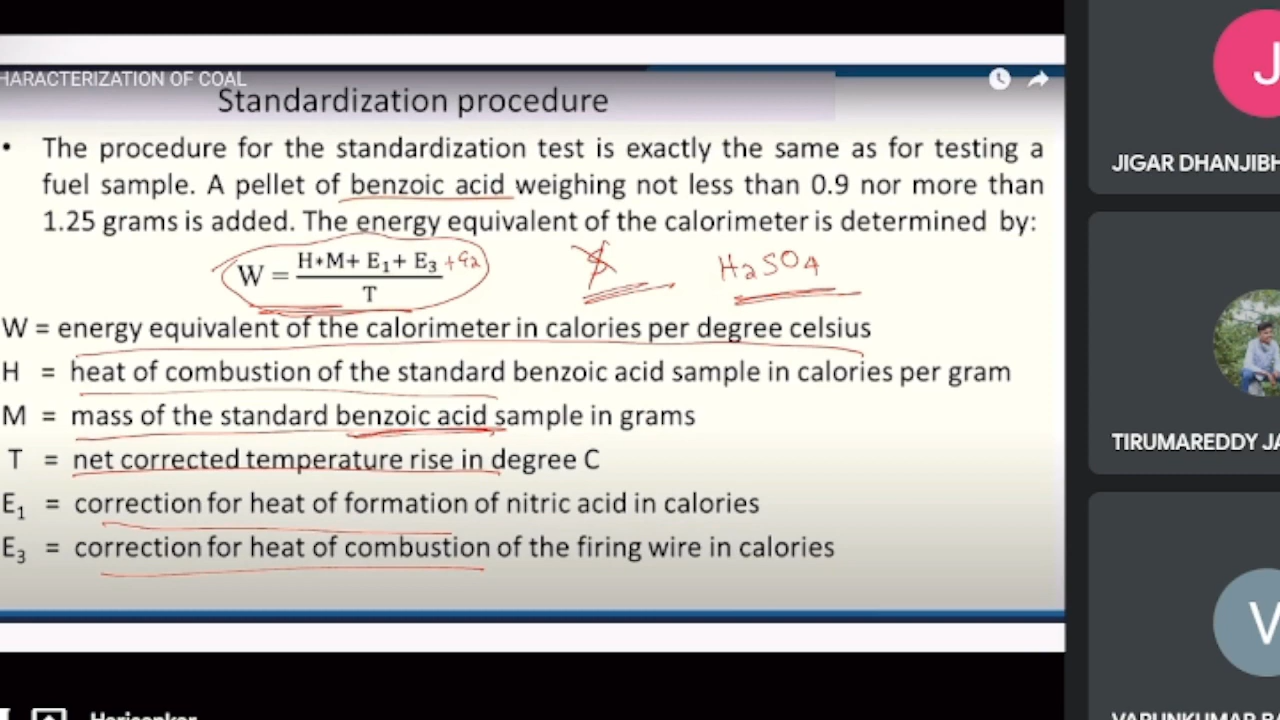 HARACTERIZATION OF COAL
Standardization procedure
• The procedure for the standardization test is exactly the same as for testing a
fuel sample. A pellet of benzoic acid weighing not less than 0.9 nor more than
1.25 grams is added. The energy equivalent of the calorimeter is determined by:
W = H*M+ E₁+ E₃ / T
H₂SO₄
W = energy equivalent of the calorimeter in calories per degree celsius
H = heat of combustion of the standard benzoic acid sample in calories per gram
M = mass of the standard benzoic acid sample in grams
T = net corrected temperature rise in degree C
E₁ = correction for heat of formation of nitric acid in calories
E₃ = correction for heat of combustion of the firing wire in calories
J
JIGAR DHANJIBH
TIRUMAREDDY JA
V